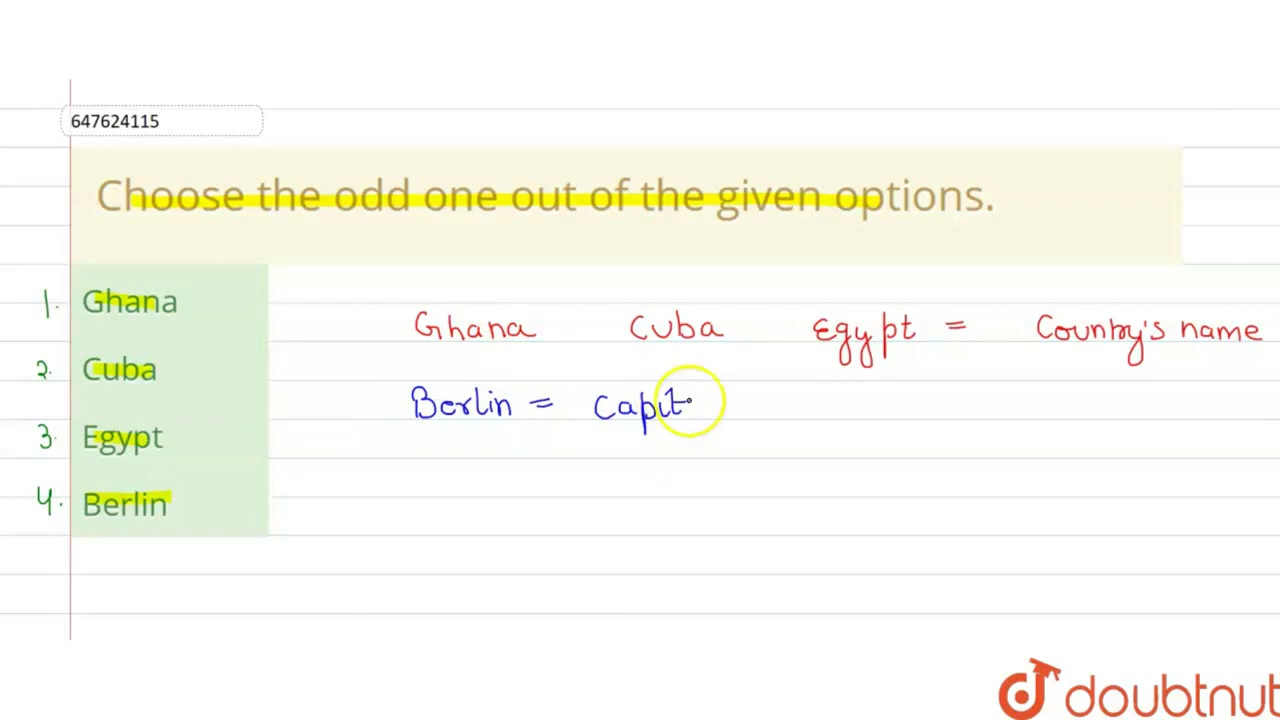 647624115
Choose the odd one out of the given options.
1. Ghana
2. Cuba
3. Egypt
4. Berlin
Ghana Cuba Egypt = Country's name
Berlin = Capit
doubtnut